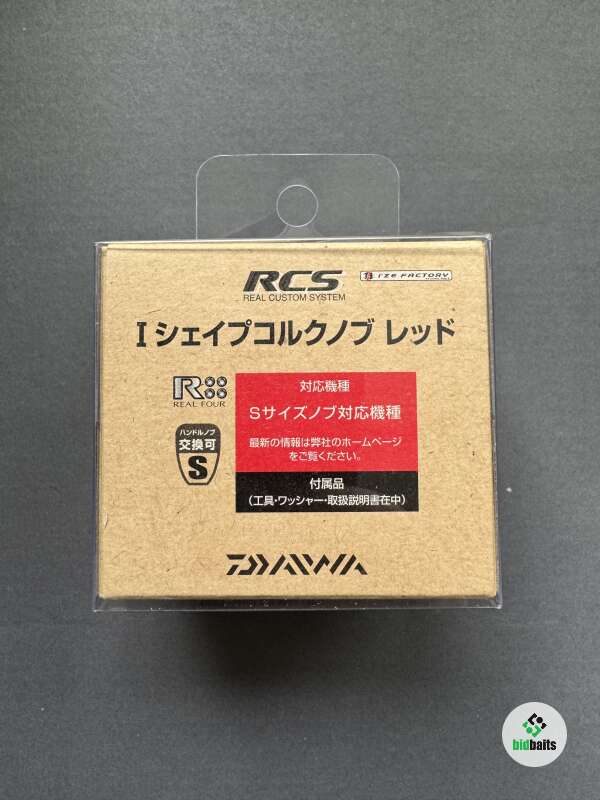 RCS
REAL CUSTOM SYSTEM
rze FACTORY
I シェイプコルクノブ レッド
R
REAL FOUR
ハンドルノブ
交換可
S
対応機種
Sサイズノブ対応機種
最新の情報は弊社のホームページ
をご覧ください。
付属品
(工具・ワッシャー・取扱説明書在中)
DAIWA
bidbaits